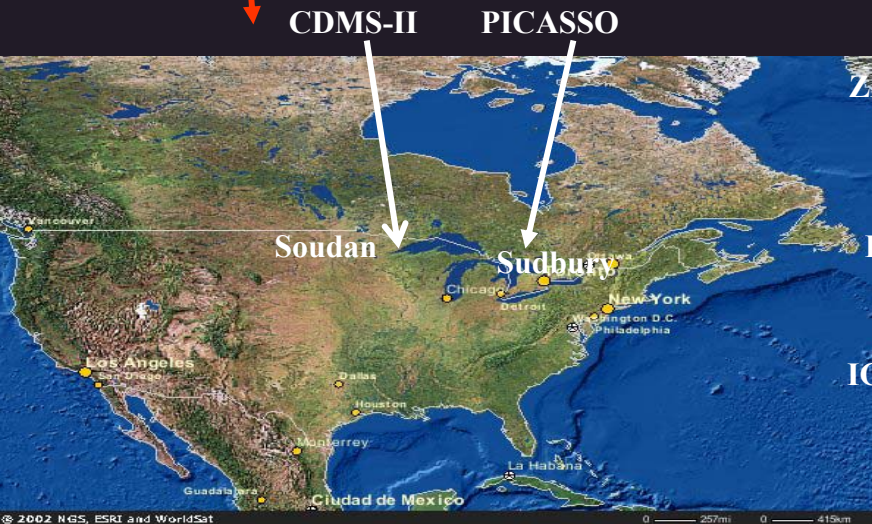 CDMS-II PICASSO
Z
Vancouver
Soudan
Sudbury
Chicago
Detroit
New York
Washington D.C.
Philadelphia
Los Angeles
San Diego
Dallas
Houston
Monterrey
La Habana
Guadalajara
Ciudad de Mexico
© 2002 NGS, ESRI and WorldSat
0 257mi 0 415km